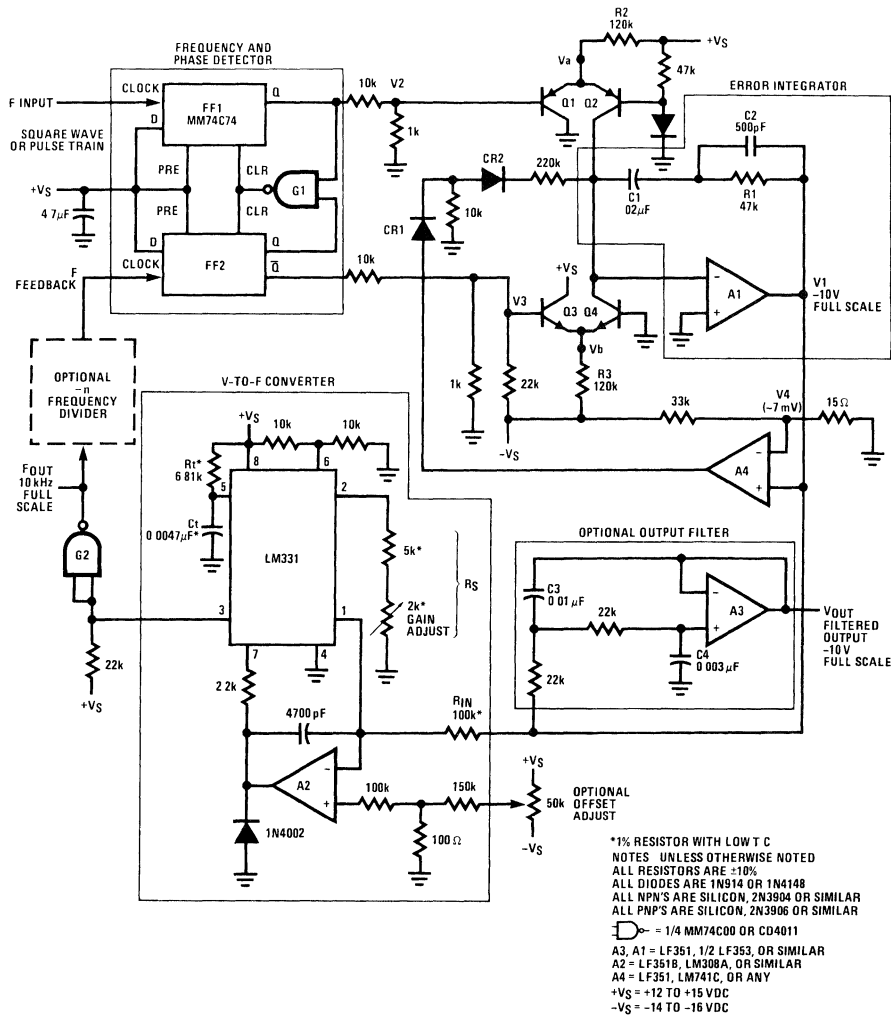 FREQUENCY AND
PHASE DETECTOR
F INPUT
SQUARE WAVE
OR PULSE TRAIN
CLOCK
FF1
MM74C74
Q
D
PRE
CLR
G1
+VS
4 7µF
PRE
CLR
D
FF2
Q
Q̅
CLOCK
F
FEEDBACK
10k
V2
1k
R2
120k
+VS
Va
47k
Q1 Q2
ERROR INTEGRATOR
C2
500pF
CR2
220k
10k
CR1
C1
02µF
R1
47k
A1
V1
–10V
FULL SCALE
10k
+VS
V3
Q3 Q4
Vb
1k
22k
R3
120k
–VS
33k
V4
(~7mV)
15Ω
A4
OPTIONAL
–n
FREQUENCY
DIVIDER
FOUT
10 kHz
FULL
SCALE
G2
22k
+VS
V-TO-F CONVERTER
+VS
10k
10k
Rt*
6 81k
8
6
5
2
Ct
0 0047µF*
LM331
5k*
RS
2k*
GAIN
ADJUST
3
1
7
4
2 2k
4700 pF
RIN
100k*
A2
1N4002
100k
150k
100Ω
+VS
50k
–VS
OPTIONAL
OFFSET
ADJUST
OPTIONAL OUTPUT FILTER
C3
0 01µF
22k
A3
C4
0 003µF
22k
VOUT
FILTERED
OUTPUT
–10V
FULL SCALE
*1% RESISTOR WITH LOW T C
NOTES UNLESS OTHERWISE NOTED
ALL RESISTORS ARE ±10%
ALL DIODES ARE 1N914 OR 1N4148
ALL NPN'S ARE SILICON, 2N3904 OR SIMILAR
ALL PNP'S ARE SILICON, 2N3906 OR SIMILAR
= 1/4 MM74C00 OR CD4011
A3, A1 = LF351, 1/2 LF353, OR SIMILAR
A2 = LF351B, LM308A, OR SIMILAR
A4 = LF351, LM741C, OR ANY
+VS = +12 TO +15 VDC
–VS = –14 TO –16 VDC